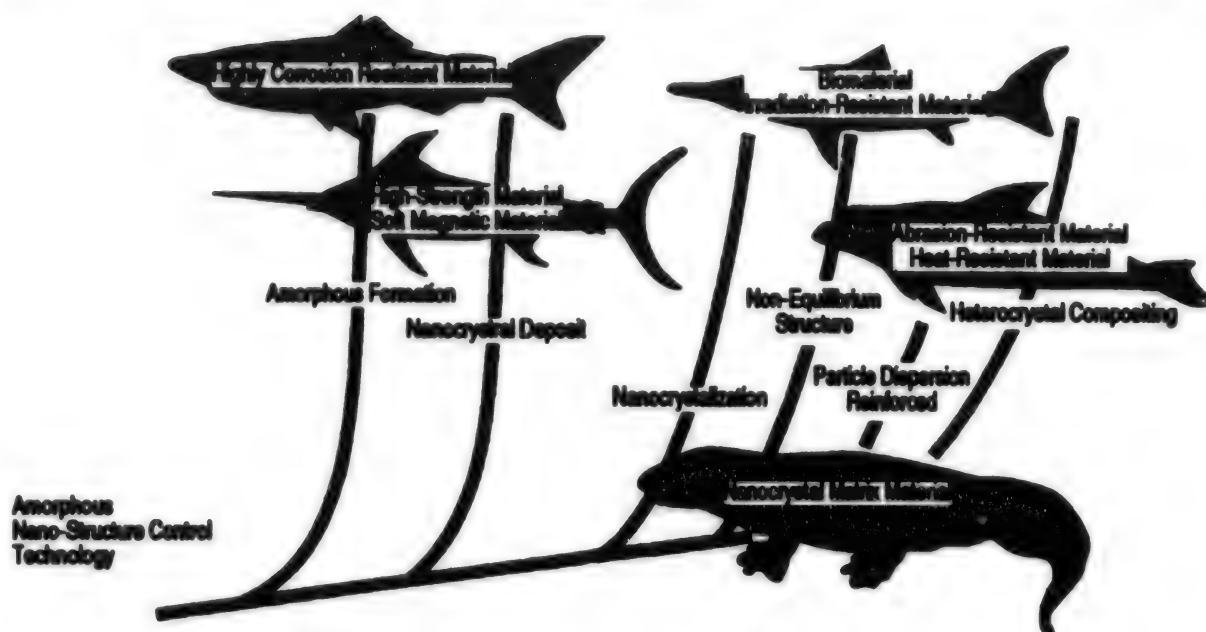 Highly Corrosion Resistant Material
Biomaterial
Irradiation-Resistant Material
High-Strength Material
Soft Magnetic Material
Abrasion-Resistant Material
Heat-Resistant Material
Amorphous Formation
Non-Equilibrium
Structure
Heterocrystal Compositing
Nanocrystral Deposit
Particle Dispersion
Reinforced
Nanocrystalization
Nanocrystal Matrix Material
Amorphous
Nano-Structure Control
Technology